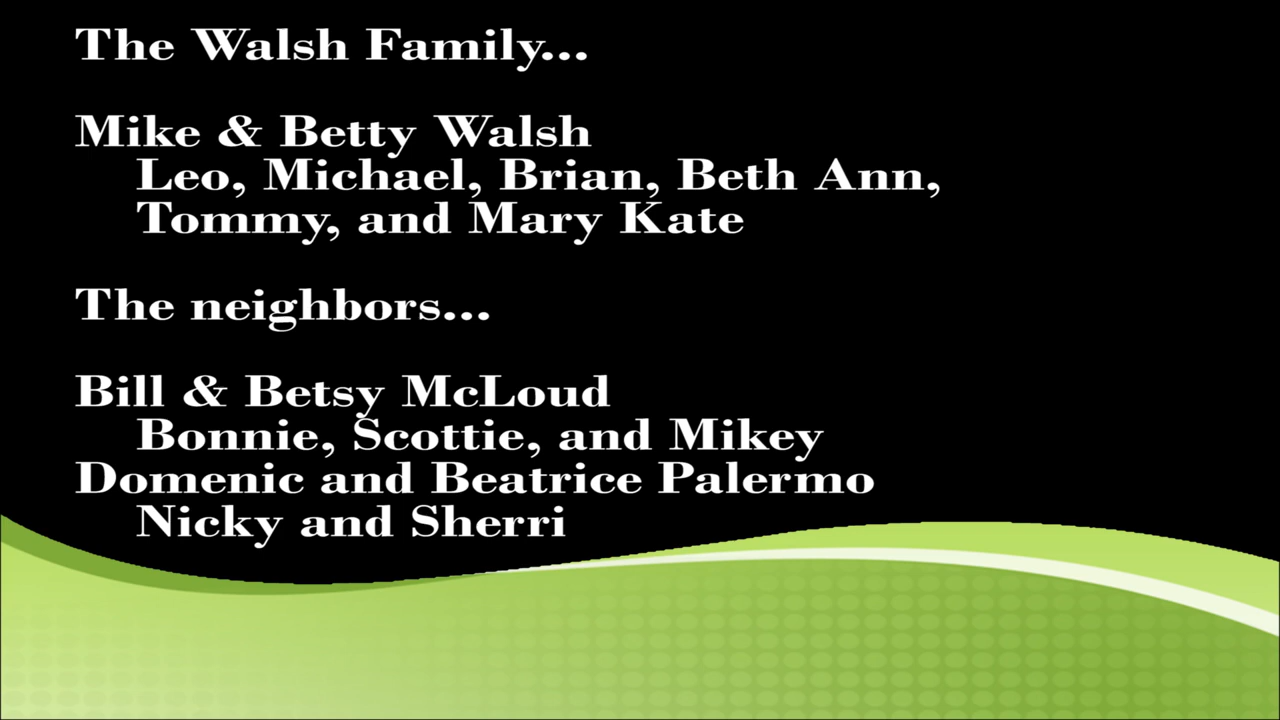 The Walsh Family...
Mike & Betty Walsh
Leo, Michael, Brian, Beth Ann,
Tommy, and Mary Kate
The neighbors...
Bill & Betsy McLoud
Bonnie, Scottie, and Mikey
Domenic and Beatrice Palermo
Nicky and Sherri